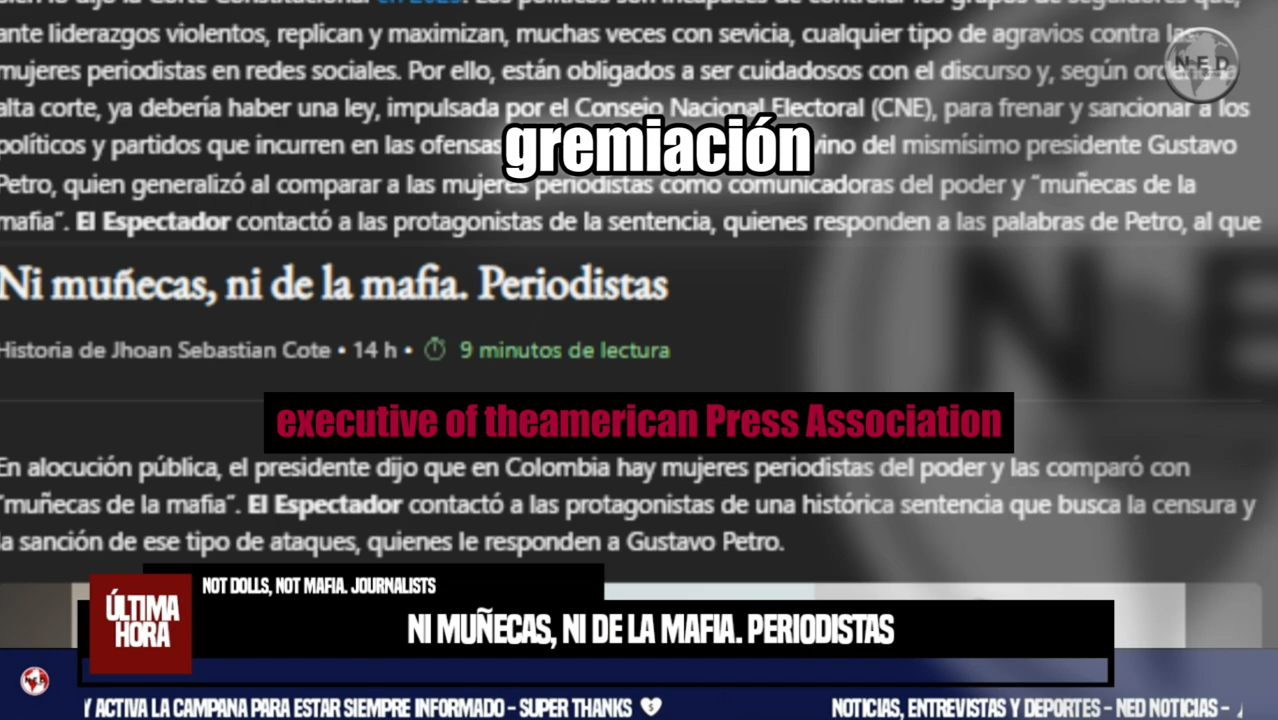 ante liderazgos violentos, replican y maximizan, muchas veces con sevicia, cualquier tipo de agravios contra las
mujeres periodistas en redes sociales. Por ello, están obligados a ser cuidadosos con el discurso y, según ordenó la
NED
alta corte, ya debería haber una ley, impulsada por el Consejo Nacional Electoral (CNE), para frenar y sancionar a los
gremiación
políticos y partidos que incurren en las ofensas vino del mismísimo presidente Gustavo
Petro, quien generalizó al comparar a las mujeres periodistas como comunicadoras del poder y "muñecas de la
mafia". El Espectador contactó a las protagonistas de la sentencia, quienes responden a las palabras de Petro, al que
Ni muñecas, ni de la mafia. Periodistas
Historia de Jhoan Sebastian Cote • 14 h • 9 minutos de lectura
executive of theamerican Press Association
En alocución pública, el presidente dijo que en Colombia hay mujeres periodistas del poder y las comparó con
"muñecas de la mafia". El Espectador contactó a las protagonistas de una histórica sentencia que busca la censura y
la sanción de ese tipo de ataques, quienes le responden a Gustavo Petro.
NOT DOLLS, NOT MAFIA. JOURNALISTS
ÚLTIMA
HORA
NI MUÑECAS, NI DE LA MAFIA. PERIODISTAS
Y ACTIVA LA CAMPANA PARA ESTAR SIEMPRE INFORMADO - SUPER THANKS NOTICIAS, ENTREVISTAS Y DEPORTES - NED NOTICIAS -